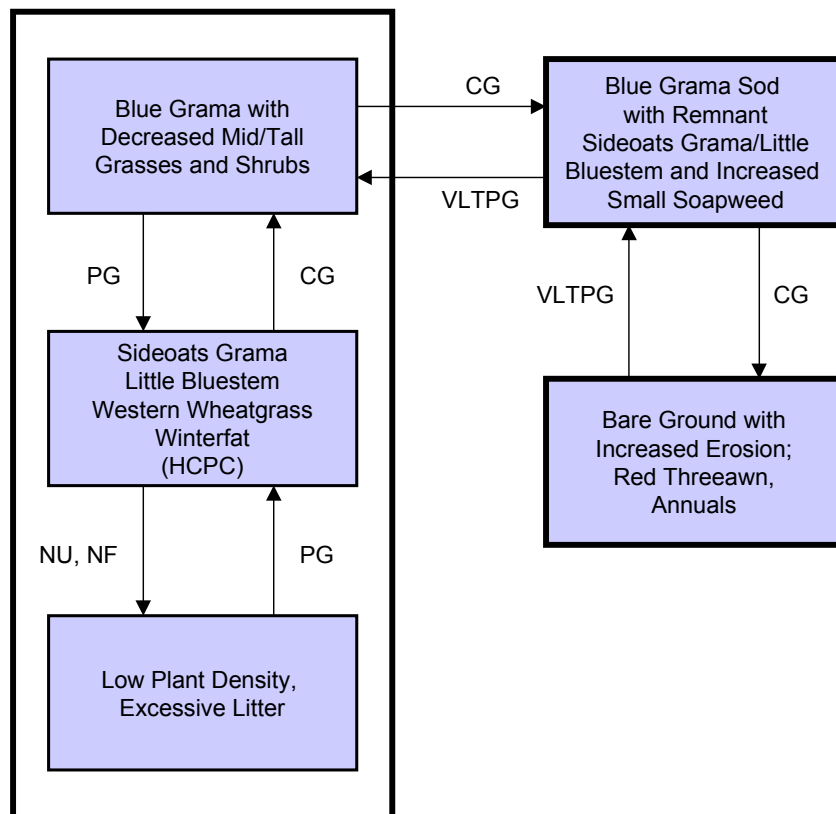 Blue Grama with
Decreased Mid/Tall
Grasses and Shrubs
CG
VLTPG
Blue Grama Sod
with Remnant
Sideoats Grama/Little
Bluestem and Increased
Small Soapweed
PG
CG
VLTPG
CG
Sideoats Grama
Little Bluestem
Western Wheatgrass
Winterfat
(HCPC)
Bare Ground with
Increased Erosion;
Red Threeawn,
Annuals
NU, NF
PG
Low Plant Density,
Excessive Litter